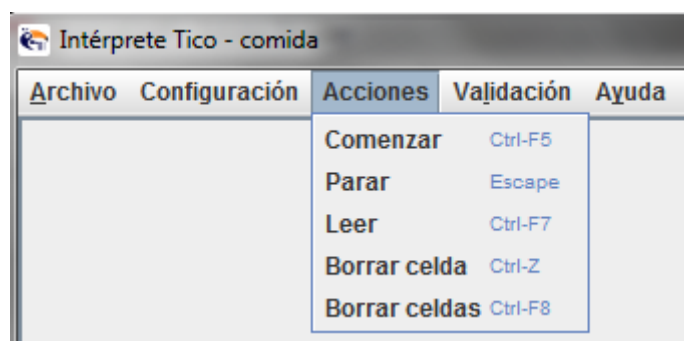 Intérprete Tico - comida
Archivo Configuración Acciones Validación Ayuda
Comenzar Ctrl-F5
Parar Escape
Leer Ctrl-F7
Borrar celda Ctrl-Z
Borrar celdas Ctrl-F8